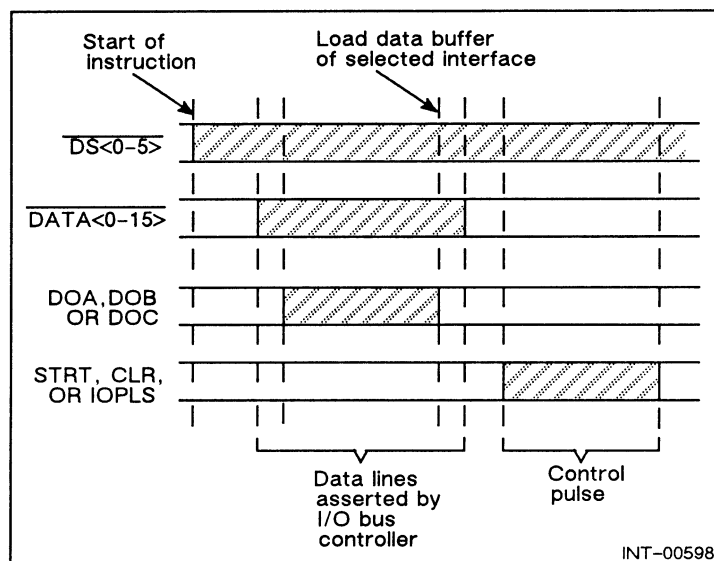 Start of
instruction
Load data buffer
of selected interface
DS<0-5>
DATA<0-15>
DOA,DOB
OR DOC
STRT, CLR,
OR IOPLS
Data lines
asserted by
I/O bus
controller
Control
pulse
INT-00598